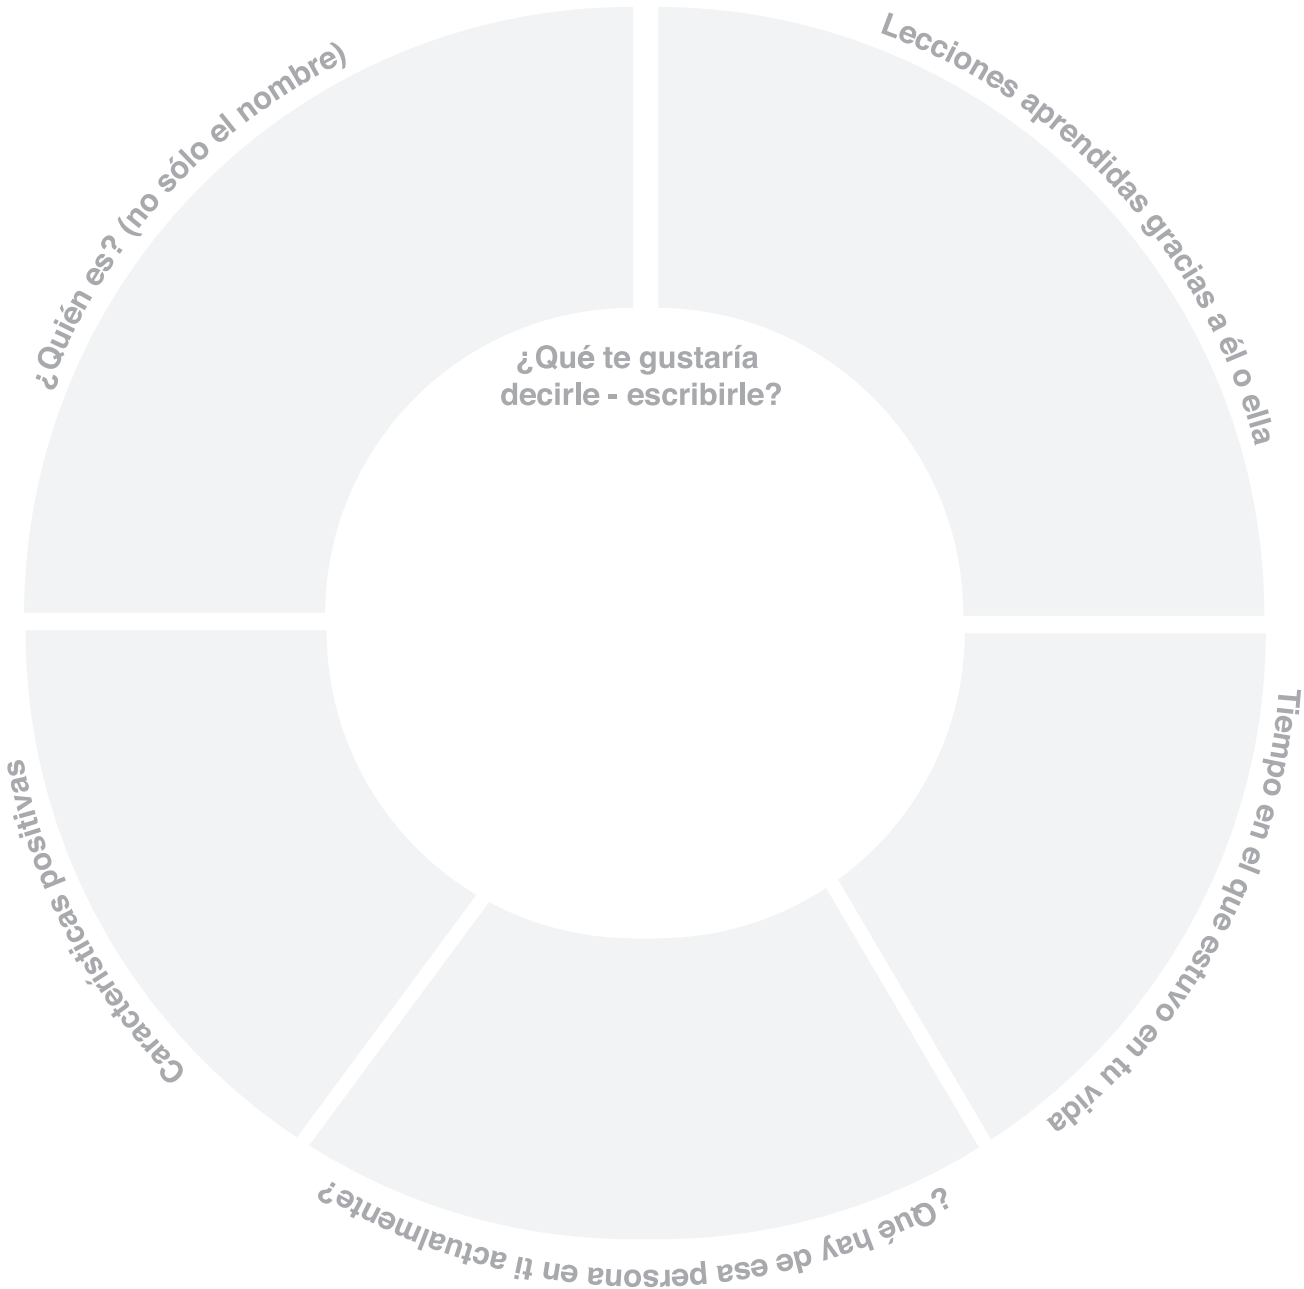 ¿Quién es? (no sólo el nombre)
Lecciones aprendidas gracias a él o ella
¿Qué te gustaría
decirle - escribirle?
Tiempo en el que estuvo en tu vida
¿Qué hay de esa persona en ti actualmente?
Características positivas